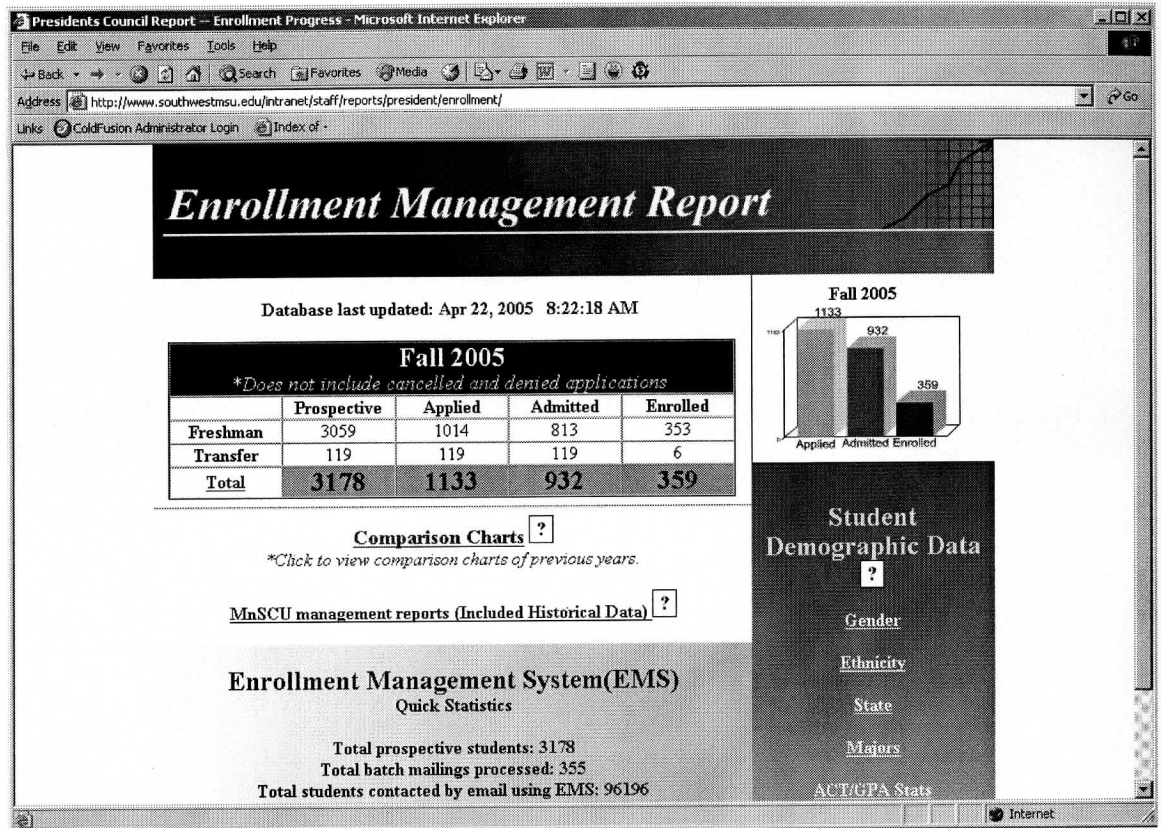 Presidents Council Report -- Enrollment Progress - Microsoft Internet Explorer
File Edit View Favorites Tools Help
Back Search Favorites Media
Address http://www.southwestmsu.edu/intranet/staff/reports/president/enrollment/ Go
Links ColdFusion Administrator Login Index of -
Enrollment Management Report
Database last updated: Apr 22, 2005 8:22:18 AM
Fall 2005
*Does not include cancelled and denied applications
Prospective Applied Admitted Enrolled
Freshman 3059 1014 813 353
Transfer 119 119 119 6
Total 3178 1133 932 359
Comparison Charts ?
*Click to view comparison charts of previous years.
MnSCU management reports (Included Historical Data) ?
Enrollment Management System(EMS)
Quick Statistics
Total prospective students: 3178
Total batch mailings processed: 355
Total students contacted by email using EMS: 96196
Fall 2005
1133
1133
932
359
0
Applied Admitted Enrolled
Student
Demographic Data
?
Gender
Ethnicity
State
Majors
ACT/GPA Stats
Internet